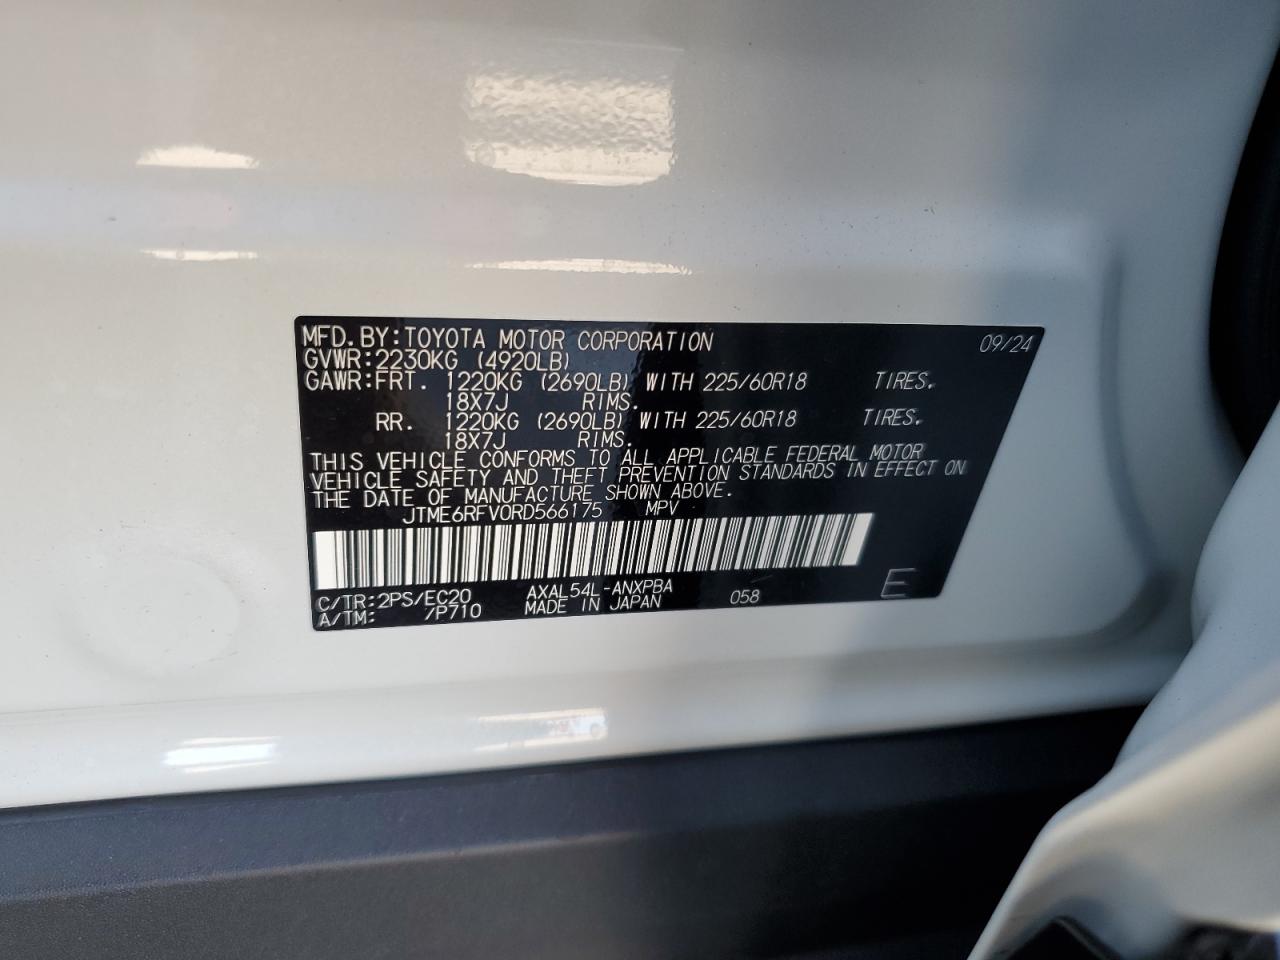 MFD.BY:TOYOTA MOTOR CORPORATION 09/24
GVWR:2230KG (4920LB)
GAWR:FRT. 1220KG (2690LB) WITH 225/60R18 TIRES.
18X7J RIMS.
RR. 1220KG (2690LB) WITH 225/60R18 TIRES.
18X7J RIMS.
THIS VEHICLE CONFORMS TO ALL APPLICABLE FEDERAL MOTOR
VEHICLE SAFETY AND THEFT PREVENTION STANDARDS IN EFFECT ON
THE DATE OF MANUFACTURE SHOWN ABOVE.
JTME6RFV0RD566175 MPV
C/TR:2PS/EC20 AXAL54L-ANXPBA 058 E
A/TM: /P710 MADE IN JAPAN